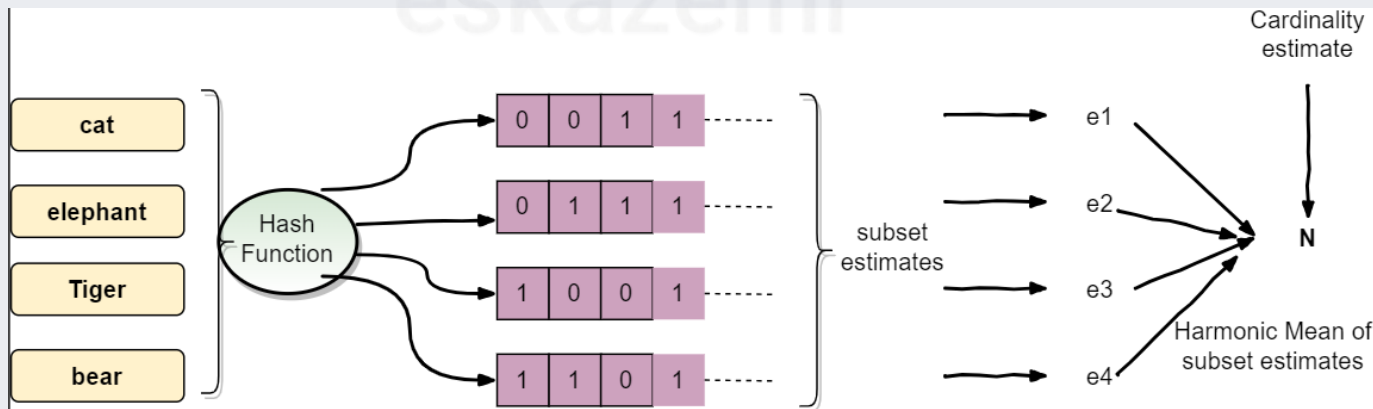 eskazemi
Cardinality
estimate
cat
0 0 1 1
e1
elephant
0 1 1 1
e2
Hash
Function
subset
estimates
N
Tiger
1 0 0 1
e3
Harmonic Mean of
subset estimates
bear
1 1 0 1
e4